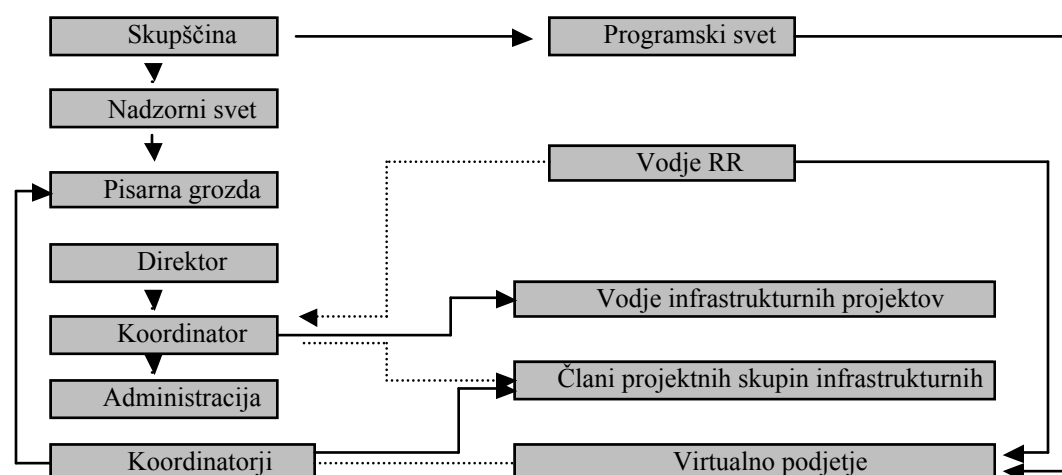 Skupščina
Programski svet
Nadzorni svet
Vodje RR
Pisarna grozda
Direktor
Vodje infrastrukturnih projektov
Koordinator
Člani projektnih skupin infrastrukturnih
Administracija
Koordinatorji
Virtualno podjetje